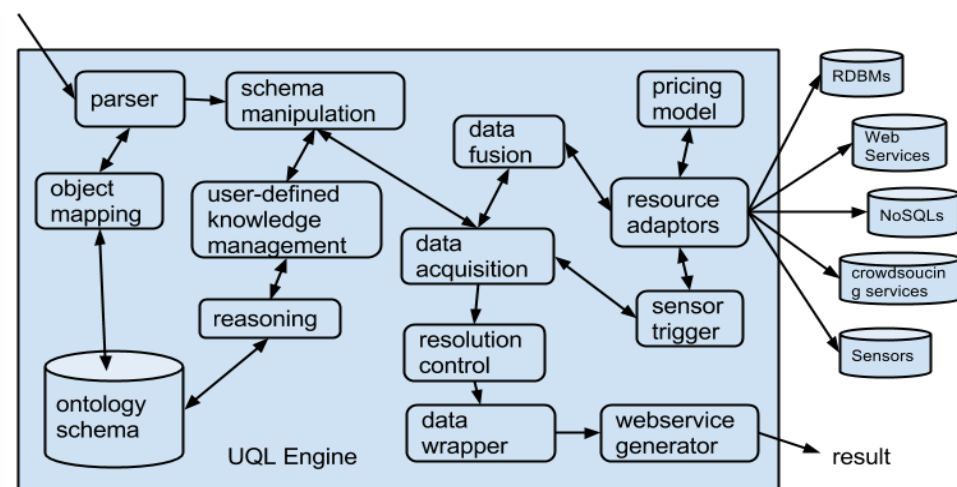 parser
schema
manipulation
pricing
model
data
fusion
object
mapping
user-defined
knowledge
management
resource
adaptors
data
acquisition
reasoning
sensor
trigger
resolution
control
ontology
schema
data
wrapper
webservice
generator
UQL Engine
result
RDBMs
Web
Services
NoSQLs
crowdsoucin
g services
Sensors